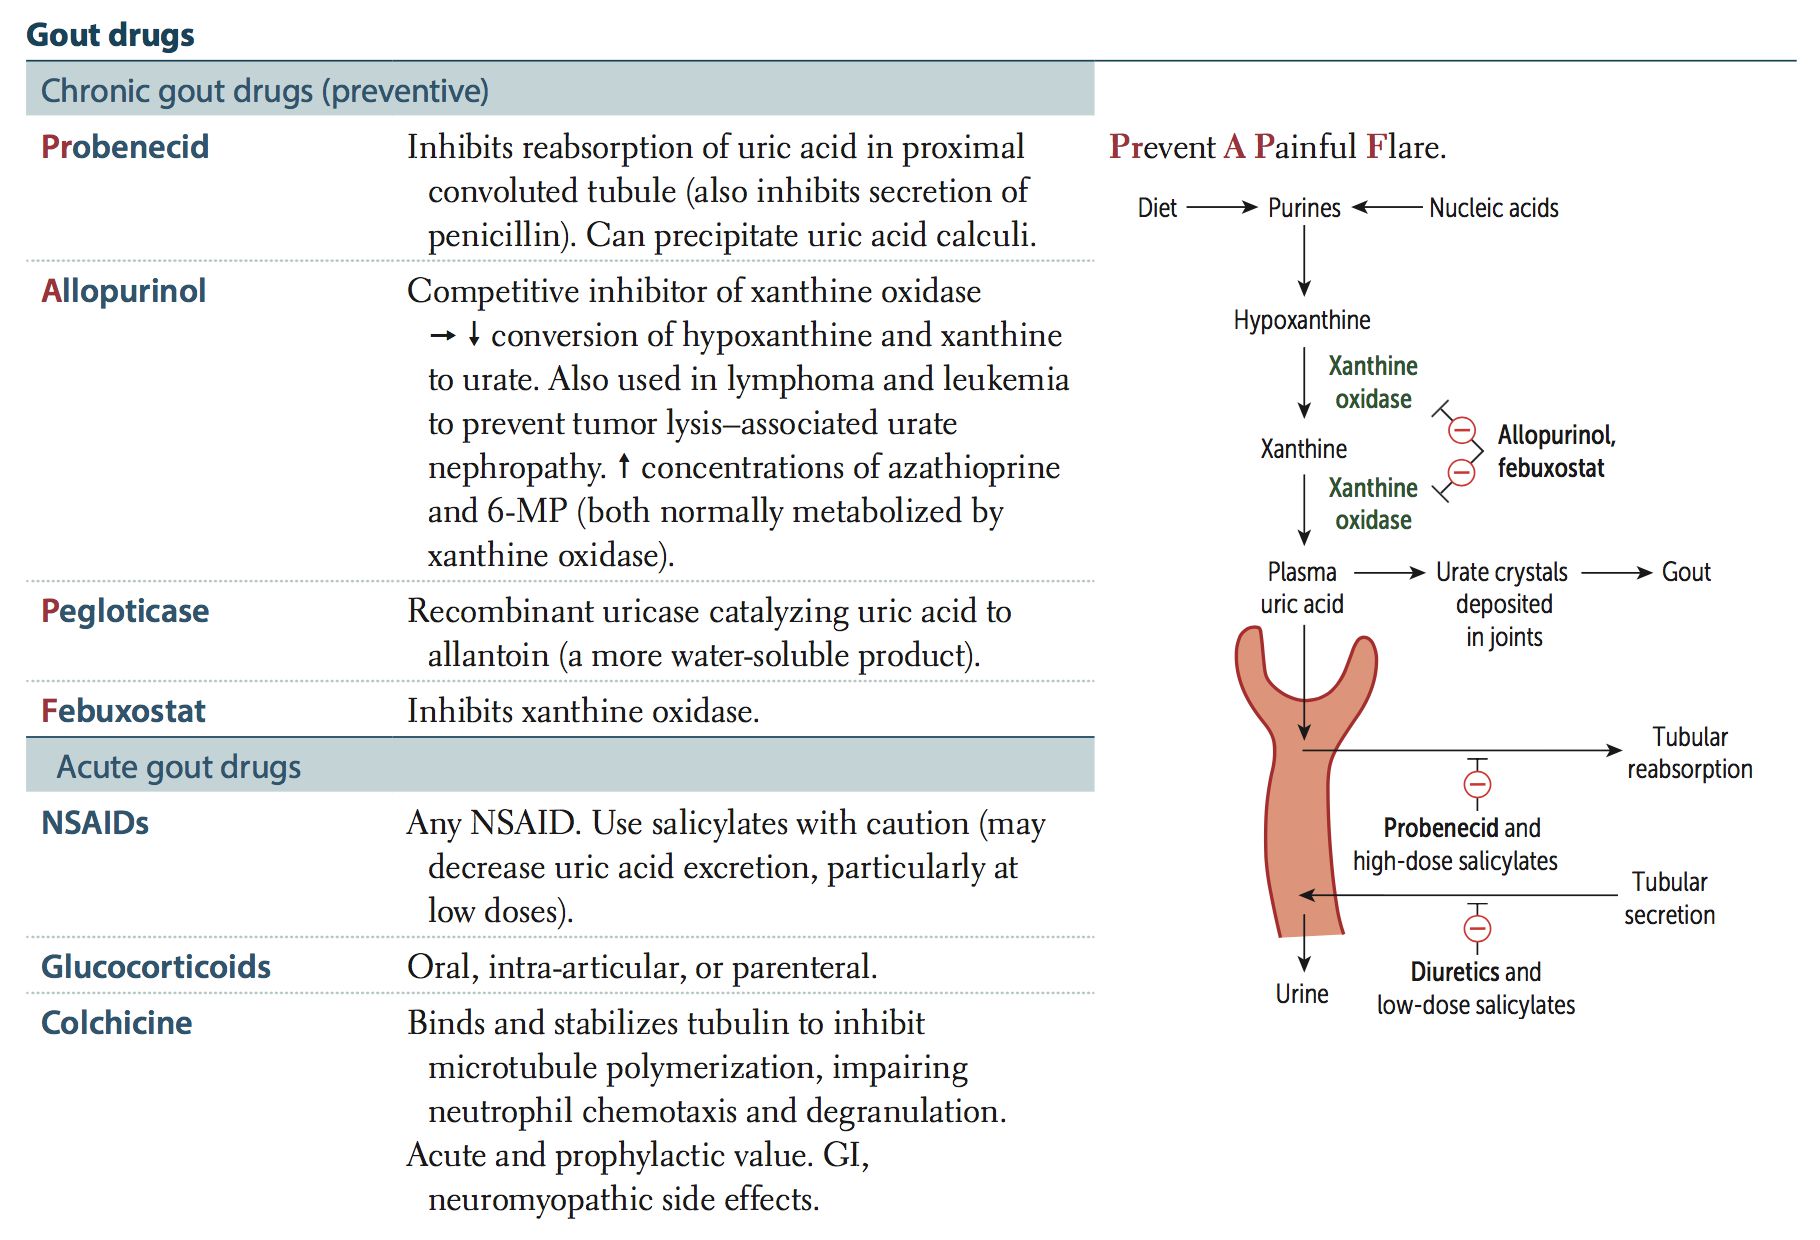 Gout drugs
Chronic gout drugs (preventive)
Probenecid
Inhibits reabsorption of uric acid in proximal
convoluted tubule (also inhibits secretion of
penicillin). Can precipitate uric acid calculi.
Allopurinol
Competitive inhibitor of xanthine oxidase
→ ↓ conversion of hypoxanthine and xanthine
to urate. Also used in lymphoma and leukemia
to prevent tumor lysis–associated urate
nephropathy. ↑ concentrations of azathioprine
and 6-MP (both normally metabolized by
xanthine oxidase).
Pegloticase
Recombinant uricase catalyzing uric acid to
allantoin (a more water-soluble product).
Febuxostat
Inhibits xanthine oxidase.
Acute gout drugs
NSAIDs
Any NSAID. Use salicylates with caution (may
decrease uric acid excretion, particularly at
low doses).
Glucocorticoids
Oral, intra-articular, or parenteral.
Colchicine
Binds and stabilizes tubulin to inhibit
microtubule polymerization, impairing
neutrophil chemotaxis and degranulation.
Acute and prophylactic value. GI,
neuromyopathic side effects.
Prevent A Painful Flare.
Diet → Purines ← Nucleic acids
Hypoxanthine
Xanthine
oxidase
Xanthine
Allopurinol,
febuxostat
Xanthine
oxidase
Plasma
uric acid
Urate crystals
deposited
in joints
Gout
Tubular
reabsorption
Probenecid and
high-dose salicylates
Tubular
secretion
Diuretics and
low-dose salicylates
Urine